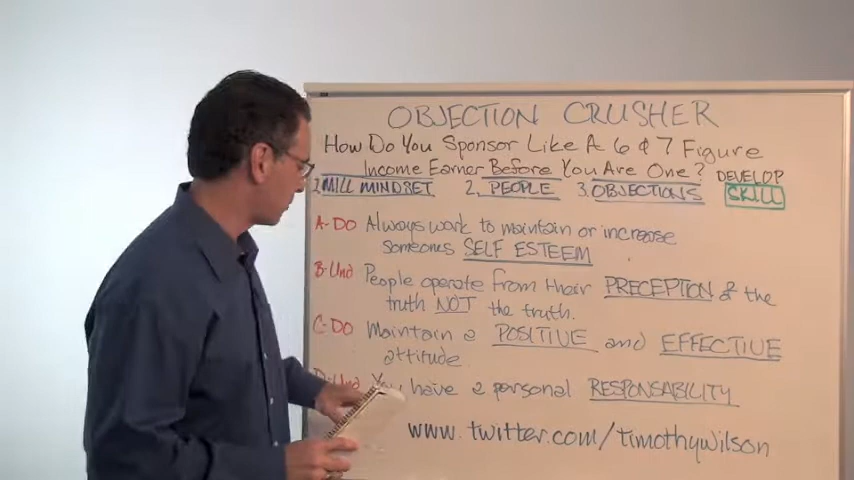 OBJECTION CRUSHER
How Do You Sponsor Like A 6 & 7 Figure
Income Earner Before You Are One?
DEVELOP
1. MILL MINDSET 2. PEOPLE 3. OBJECTIONS SKILL
A-DO Always work to maintain or increase
someones SELF ESTEEM
B-Und People operate from their PRECEPTION of the
truth NOT the truth.
C-DO Maintain a POSITIVE and EFFECTIVE
attitude
D-Und You have a personal RESPONSABILITY
www.twitter.com/TimothyWilson